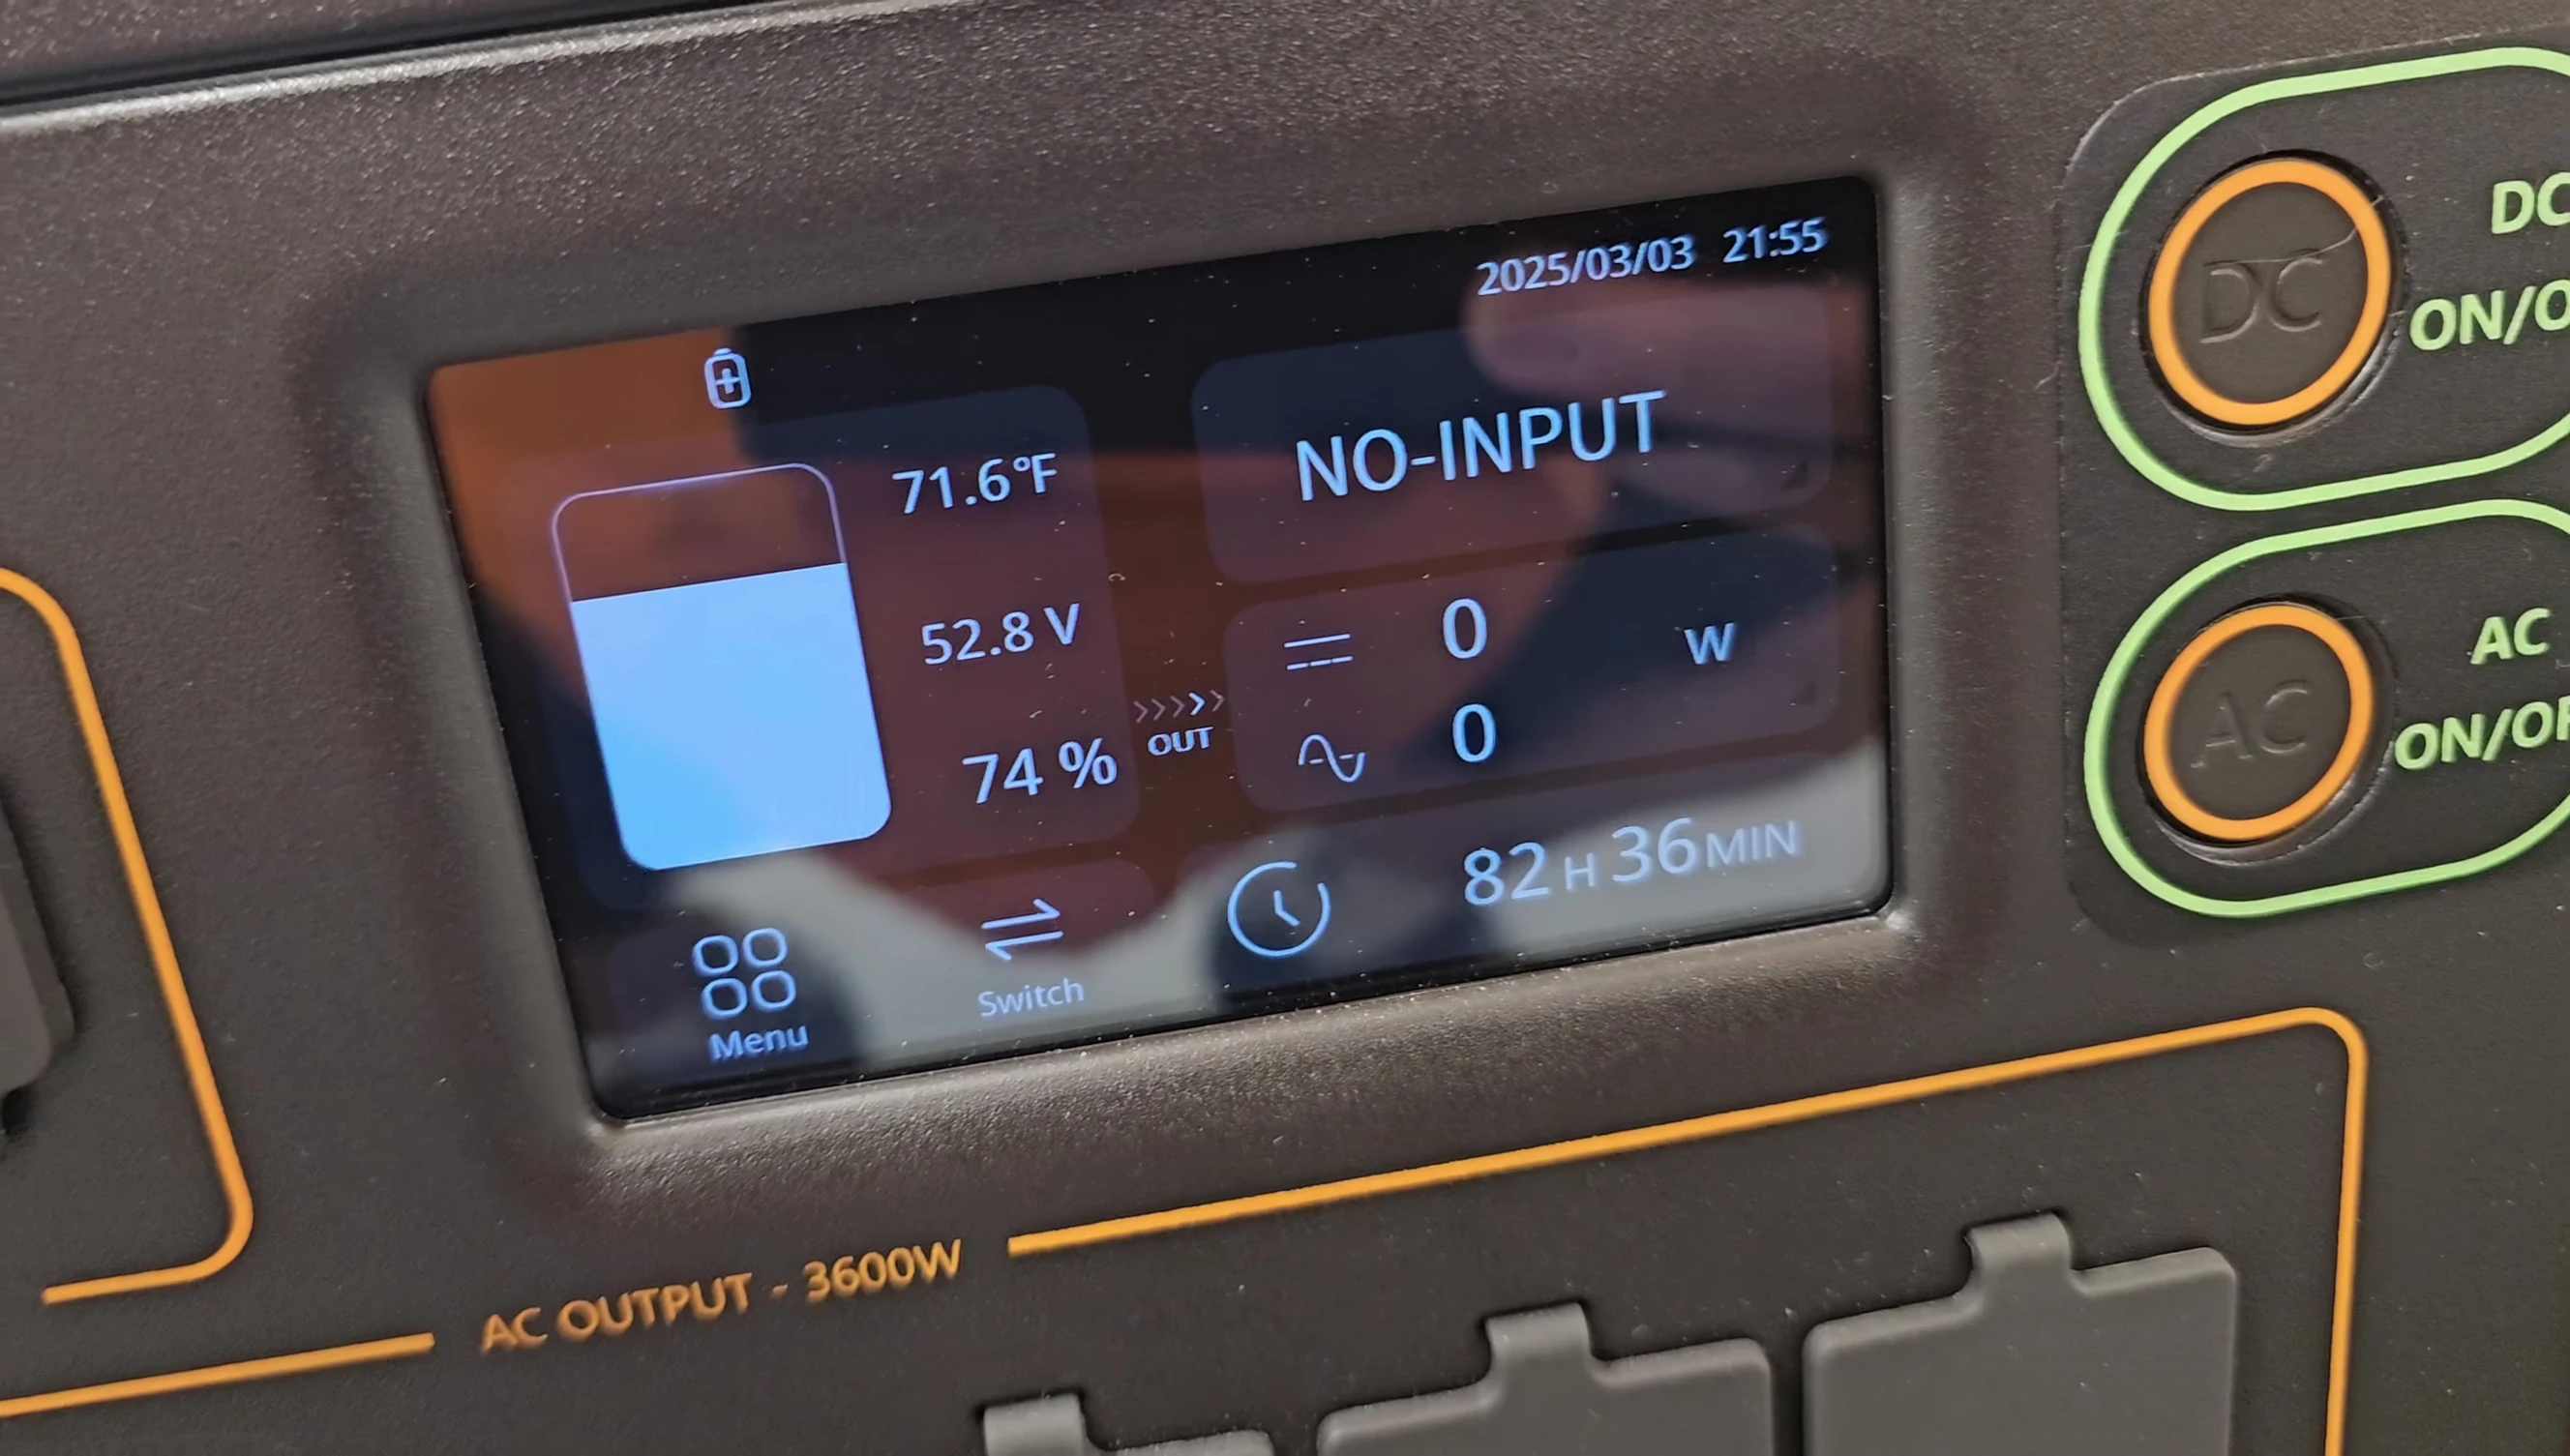 2025/03/03 21:55
71.6°F
NO-INPUT
52.8 V
0
W
74 %
OUT
0
82 H 36 MIN
Menu
Switch
DC
DC
ON/O
AC
AC
ON/OF
AC OUTPUT - 3600W